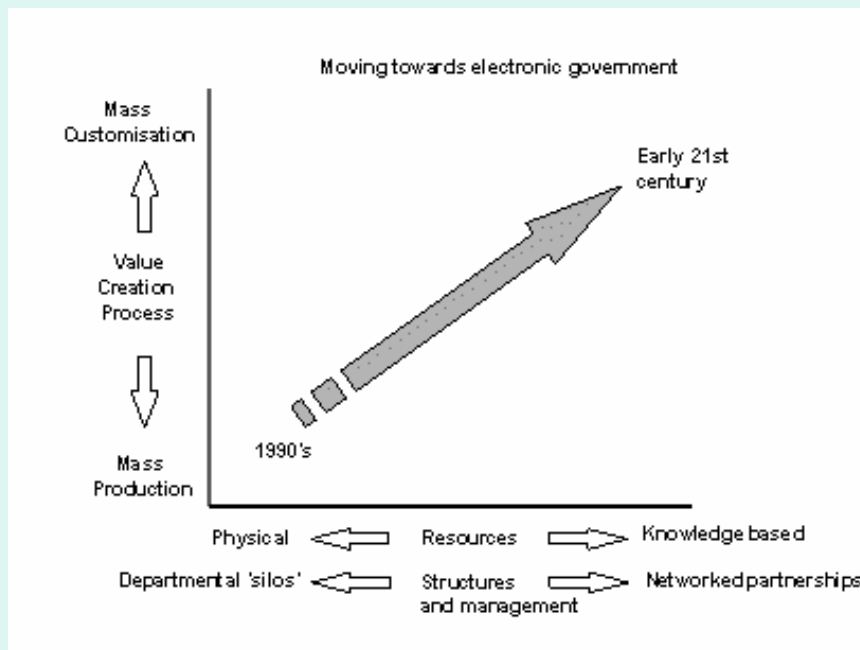 Moving towards electronic government
Mass
Customisation
Early 21st
century
Value
Creation
Process
1990's
Mass
Production
Physical Resources Knowledge based
Departmental 'silos' Structures Networked partnerships
and management